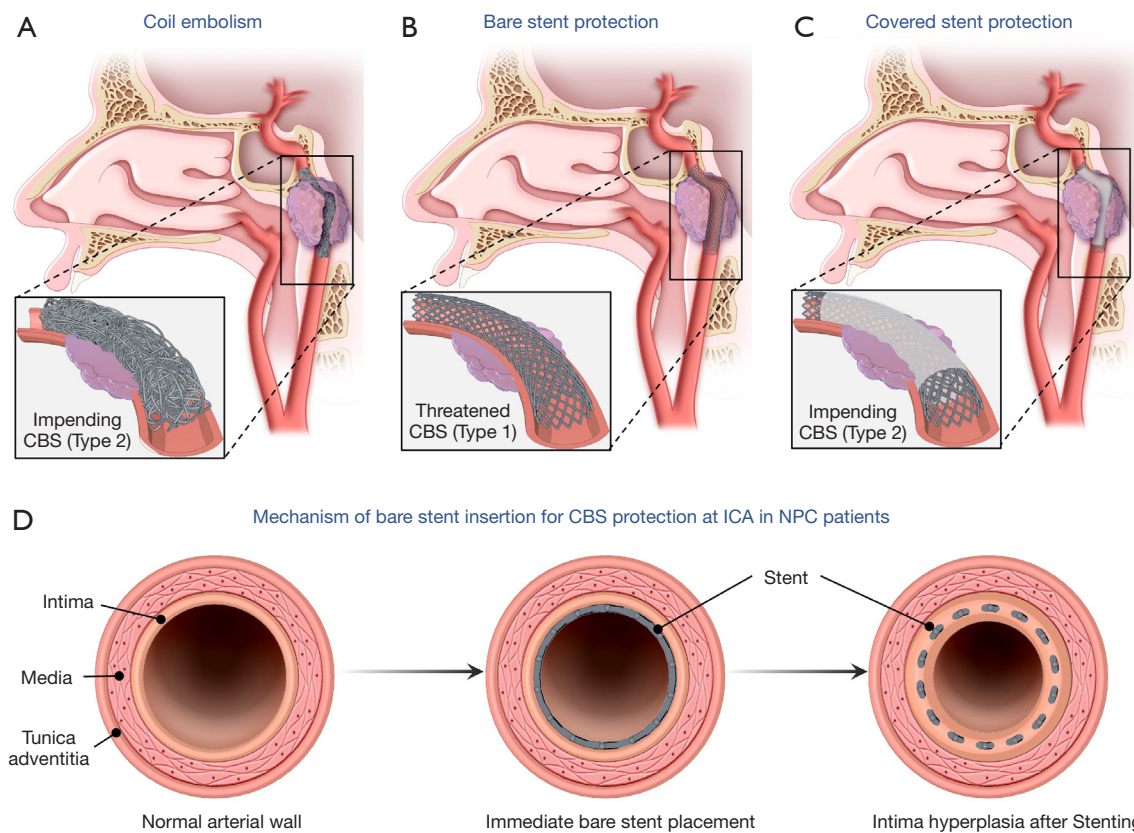 A
Coil embolism
B
Bare stent protection
C
Covered stent protection
Impending
CBS (Type 2)
Threatened
CBS (Type 1)
Impending
CBS (Type 2)
D
Mechanism of bare stent insertion for CBS protection at ICA in NPC patients
Intima
Media
Tunica
adventitia
Stent
Normal arterial wall
Immediate bare stent placement
Intima hyperplasia after Stenting